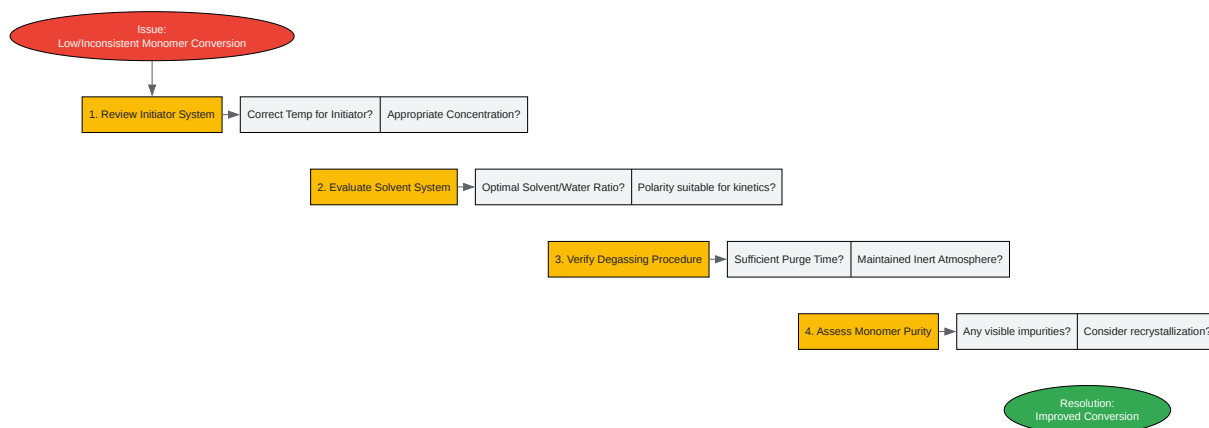 Issue:
Low/Inconsistent Monomer Conversion
1. Review Initiator System
Correct Temp for Initiator?
Appropriate Concentration?
2. Evaluate Solvent System
Optimal Solvent/Water Ratio?
Polarity suitable for kinetics?
3. Verify Degassing Procedure
Sufficient Purge Time?
Maintained Inert Atmosphere?
4. Assess Monomer Purity
Any visible impurities?
Consider recrystallization?
Resolution:
Improved Conversion